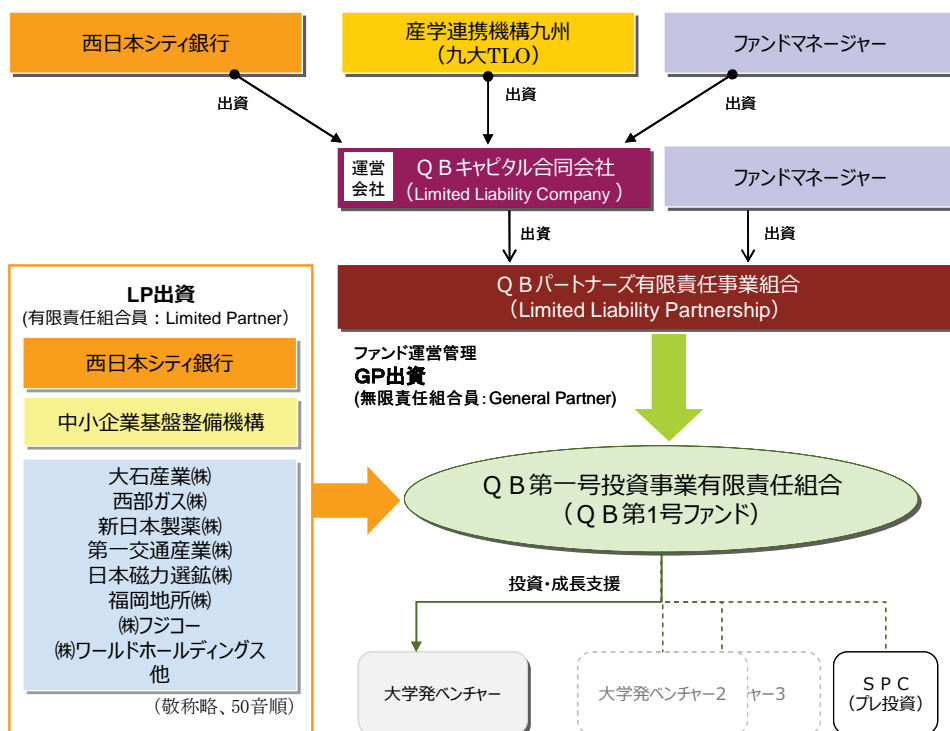 西日本シティ銀行
産学連携機構九州
（九大TLO）
ファンドマネージャー
出資
出資
出資
運営
会社
ＱＢキャピタル合同会社
（Limited Liability Company ）
ファンドマネージャー
出資
出資
ＱＢパートナーズ有限責任事業組合
（Limited Liability Partnership）
LP出資
(有限責任組合員：Limited Partner）
西日本シティ銀行
中小企業基盤整備機構
大石産業㈱
西部ガス㈱
新日本製薬㈱
第一交通産業㈱
日本磁力選鉱㈱
福岡地所㈱
㈱フジコー
㈱ワールドホールディングス
他
（敬称略、50音順）
ファンド運営管理
GP出資
(無限責任組合員：General Partner)
ＱＢ第一号投資事業有限責任組合
（ＱＢ第1号ファンド）
投資・成長支援
大学発ベンチャー
大学発ベンチャー2
ャー3
ＳＰＣ
（プレ投資）